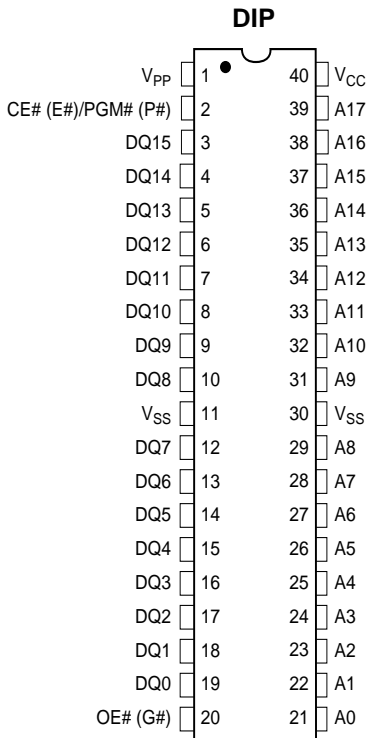 DIP
VPP 1 40 VCC
CE# (E#)/PGM# (P#) 2 39 A17
DQ15 3 38 A16
DQ14 4 37 A15
DQ13 5 36 A14
DQ12 6 35 A13
DQ11 7 34 A12
DQ10 8 33 A11
DQ9 9 32 A10
DQ8 10 31 A9
VSS 11 30 VSS
DQ7 12 29 A8
DQ6 13 28 A7
DQ5 14 27 A6
DQ4 15 26 A5
DQ3 16 25 A4
DQ2 17 24 A3
DQ1 18 23 A2
DQ0 19 22 A1
OE# (G#) 20 21 A0